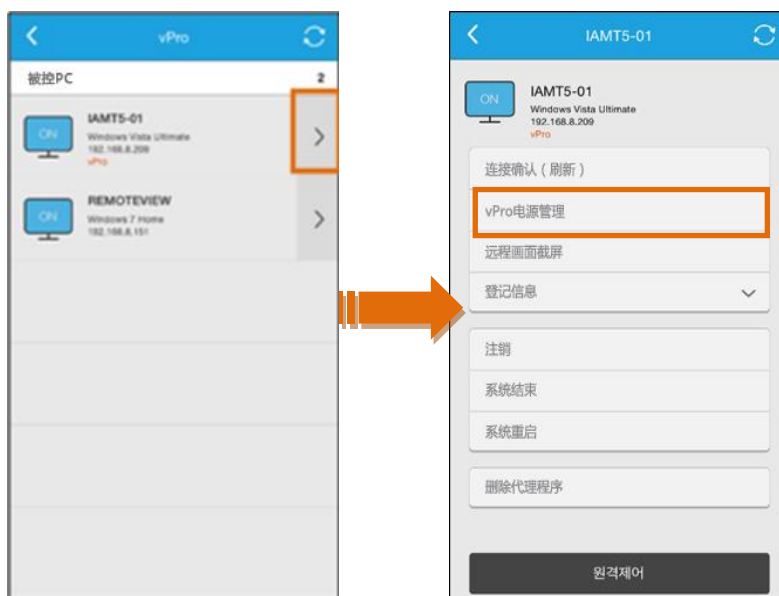 vPro
被控PC
2
ON
IAMT5-01
Windows Vista Ultimate
192.168.8.209
vPro
ON
REMOTEVIEW
Windows 7 Home
192.168.8.151
IAMT5-01
ON
IAMT5-01
Windows Vista Ultimate
192.168.8.209
vPro
连接确认（刷新）
vPro电源管理
远程画面截屏
登记信息
注销
系统结束
系统重启
删除代理程序
원격제어